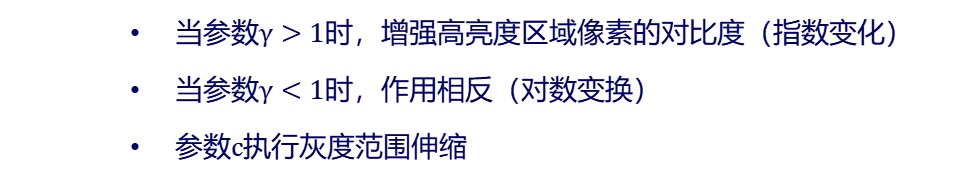 • 当参数γ > 1时，增强高亮度区域像素的对比度（指数变化）
• 当参数γ < 1时，作用相反（对数变换）
• 参数c执行灰度范围伸缩